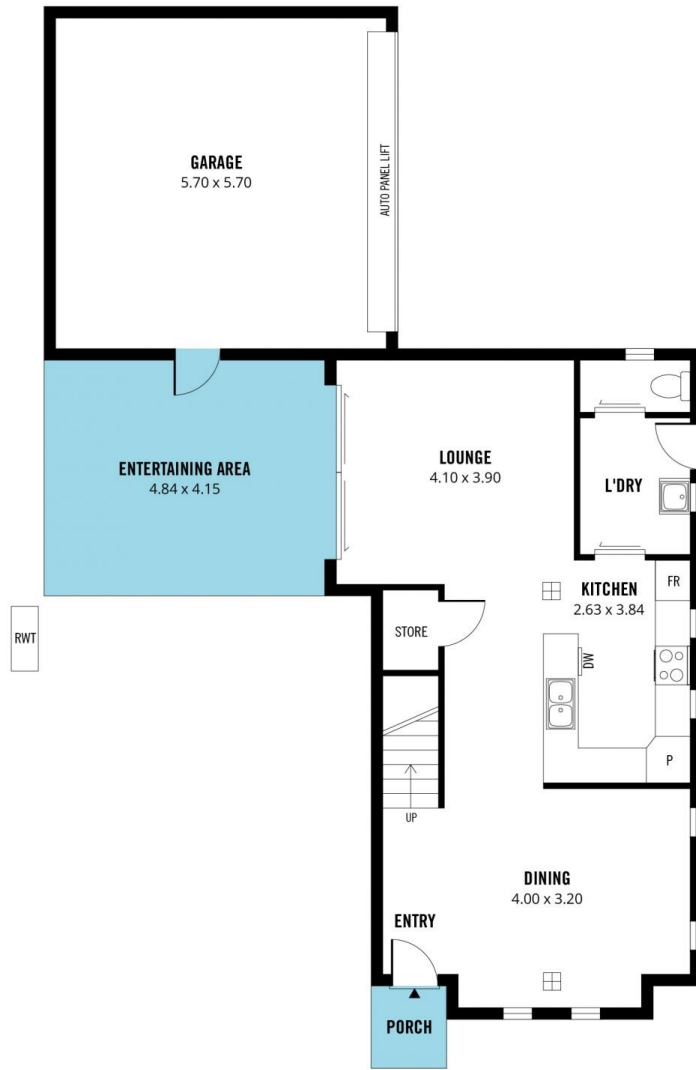 GARAGE
5.70 x 5.70
AUTO PANEL LIFT
ENTERTAINING AREA
4.84 x 4.15
LOUNGE
4.10 x 3.90
L'DRY
KITCHEN
2.63 x 3.84
FR
RWT
STORE
DW
P
UP
DINING
4.00 x 3.20
ENTRY
PORCH